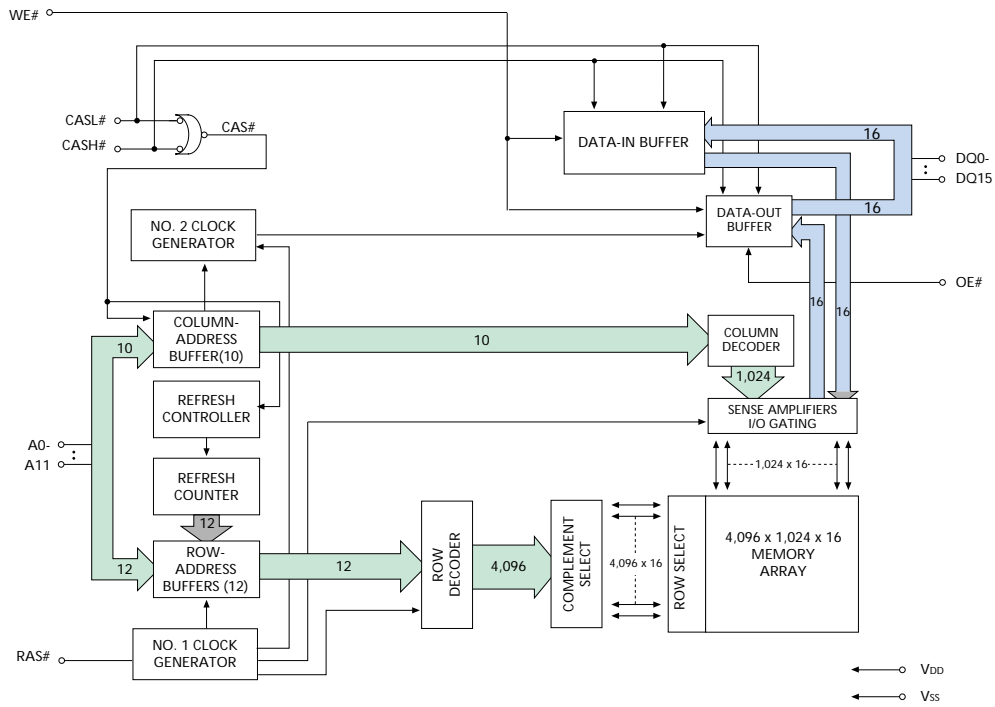 WE#
CASL#
CAS#
CASH#
DATA-IN BUFFER
16
DQ0-
DQ15
16
DATA-OUT
BUFFER
NO. 2 CLOCK
GENERATOR
OE#
16
16
COLUMN-
ADDRESS
BUFFER(10)
10
10
COLUMN
DECODER
1,024
REFRESH
CONTROLLER
SENSE AMPLIFIERS
I/O GATING
A0-
A11
REFRESH
COUNTER
1,024 x 16
12
ROW-
ADDRESS
BUFFERS (12)
12
12
ROW
DECODER
4,096
COMPLEMENT
SELECT
4,096 x 16
ROW SELECT
4,096 x 1,024 x 16
MEMORY
ARRAY
RAS#
NO. 1 CLOCK
GENERATOR
VDD
VSS